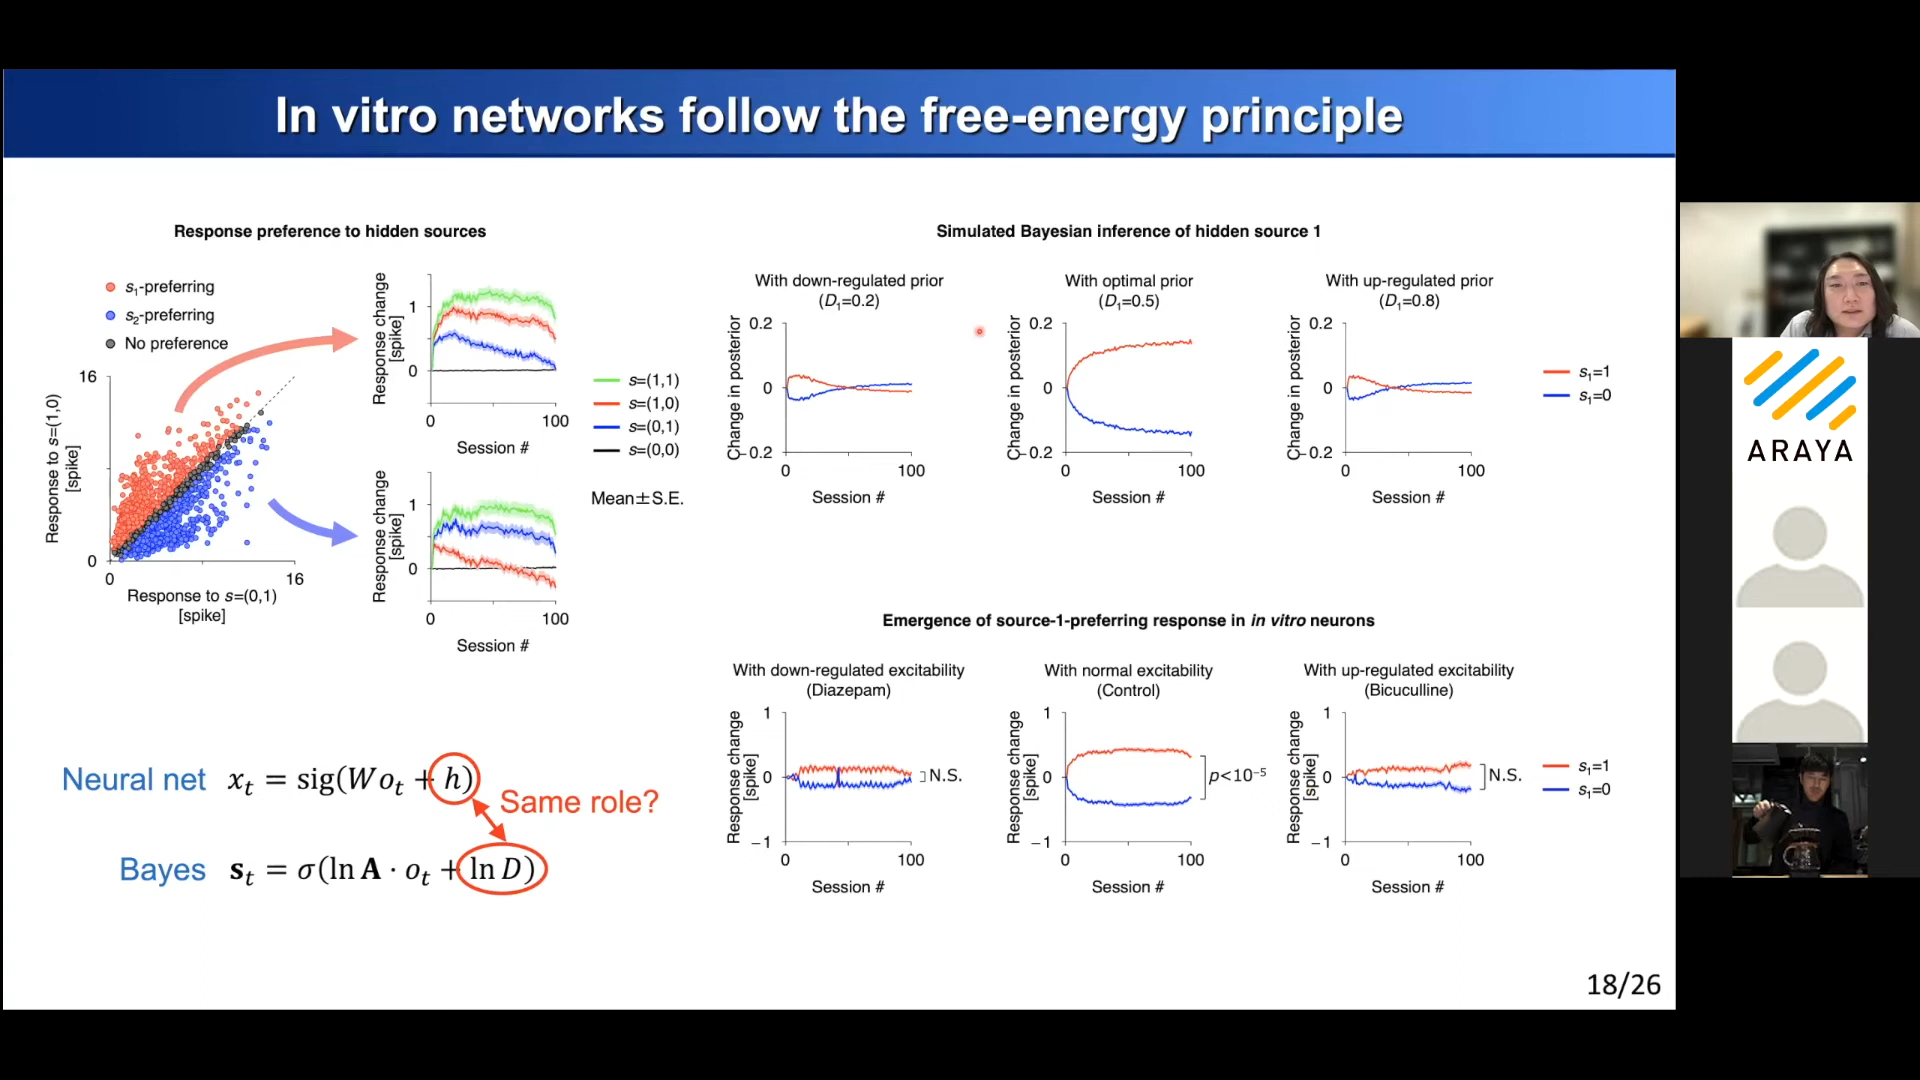 In vitro networks follow the free-energy principle
Response preference to hidden sources
s₁-preferring
s₂-preferring
No preference
16
0
0
16
Response to s=(1,0)
[spike]
Response to s=(0,1)
[spike]
Response change
[spike]
1
0
0
100
Session #
Response change
[spike]
1
0
0
100
Session #
s=(1,1)
s=(1,0)
s=(0,1)
s=(0,0)
Mean±S.E.
Neural net xₜ = sig(Woₜ + h)
Same role?
Bayes sₜ = σ(ln A · oₜ + ln D)
Simulated Bayesian inference of hidden source 1
With down-regulated prior
(D₁=0.2)
Change in posterior
0.2
0
−0.2
0
100
Session #
With optimal prior
(D₁=0.5)
Change in posterior
0.2
0
−0.2
0
100
Session #
With up-regulated prior
(D₁=0.8)
Change in posterior
0.2
0
−0.2
0
100
Session #
s₁=1
s₁=0
Emergence of source-1-preferring response in in vitro neurons
With down-regulated excitability
(Diazepam)
Response change
[spike]
1
0
−1
0
100
N.S.
Session #
With normal excitability
(Control)
Response change
[spike]
1
0
−1
0
100
p<10⁻⁵
Session #
With up-regulated excitability
(Bicuculline)
Response change
[spike]
1
0
−1
0
100
N.S.
Session #
s₁=1
s₁=0
18/26
ARAYA